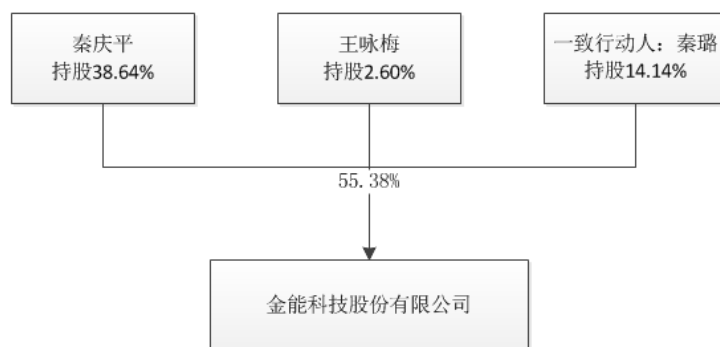 秦庆平
持股38.64%
王咏梅
持股2.60%
一致行动人：秦璐
持股14.14%
55.38%
金能科技股份有限公司